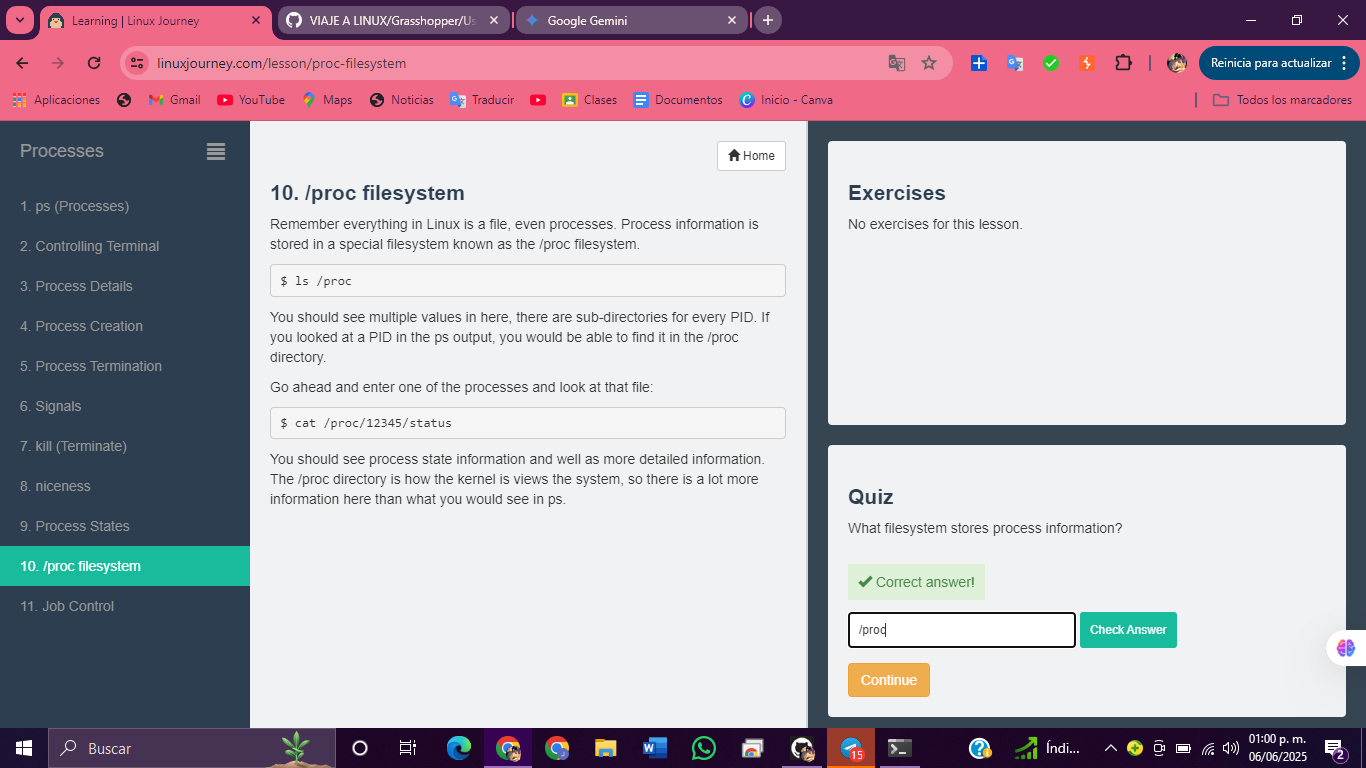 Learning | Linux Journey
VIAJE A LINUX/Grasshopper/Us
Google Gemini
linuxjourney.com/lesson/proc-filesystem
Reinicia para actualizar
Aplicaciones
Gmail
YouTube
Maps
Noticias
Traducir
Clases
Documentos
Inicio - Canva
Todos los marcadores
Processes
1. ps (Processes)
2. Controlling Terminal
3. Process Details
4. Process Creation
5. Process Termination
6. Signals
7. kill (Terminate)
8. niceness
9. Process States
10. /proc filesystem
11. Job Control
Home
10. /proc filesystem
Remember everything in Linux is a file, even processes. Process information is
stored in a special filesystem known as the /proc filesystem.
$ ls /proc
You should see multiple values in here, there are sub-directories for every PID. If
you looked at a PID in the ps output, you would be able to find it in the /proc
directory.
Go ahead and enter one of the processes and look at that file:
$ cat /proc/12345/status
You should see process state information and well as more detailed information.
The /proc directory is how the kernel is views the system, so there is a lot more
information here than what you would see in ps.
Exercises
No exercises for this lesson.
Quiz
What filesystem stores process information?
Correct answer!
/proc
Check Answer
Continue
Buscar
15
Índi...
01:00 p. m.
06/06/2025
2